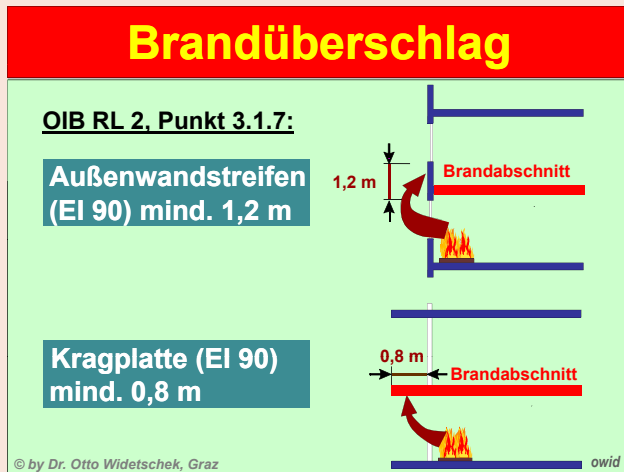 Brandüberschlag
OIB RL 2, Punkt 3.1.7:
Außenwandstreifen
(EI 90) mind. 1,2 m
1,2 m
Brandabschnitt
Kragplatte (EI 90)
mind. 0,8 m
0,8 m
Brandabschnitt
© by Dr. Otto Widetschek, Graz
owid